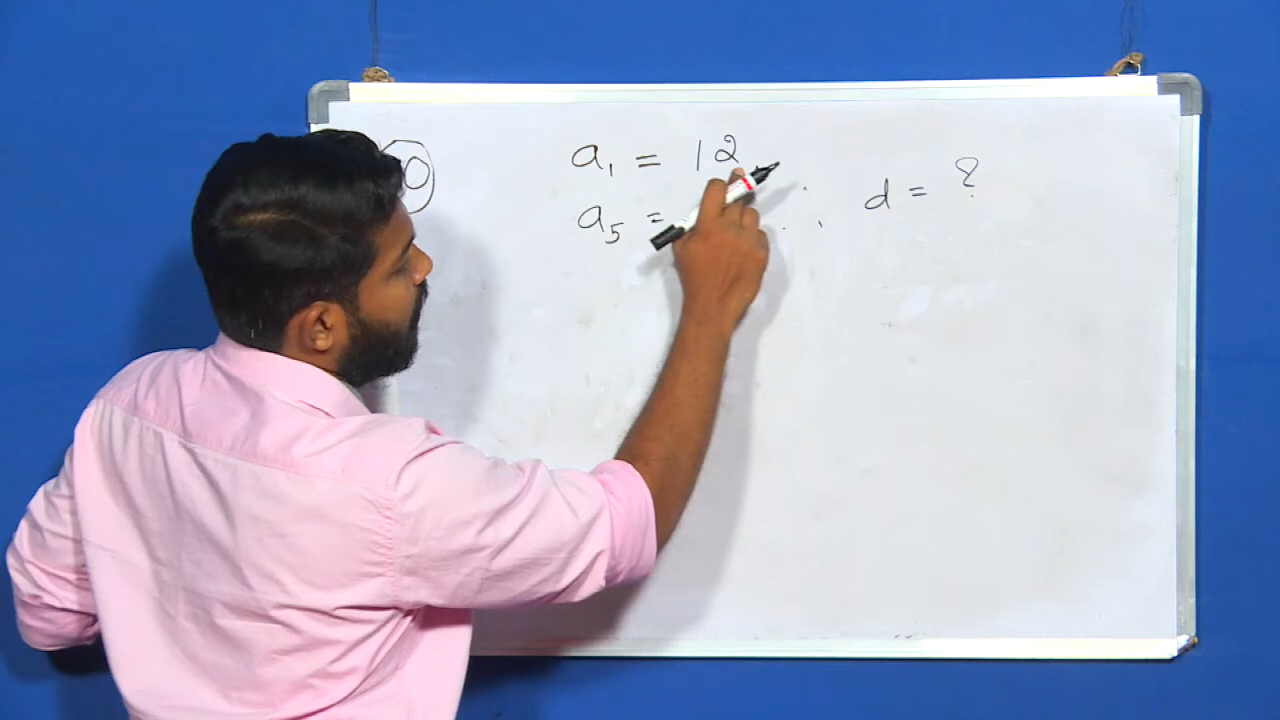 a₁ = 12
a₅ =
d = ?